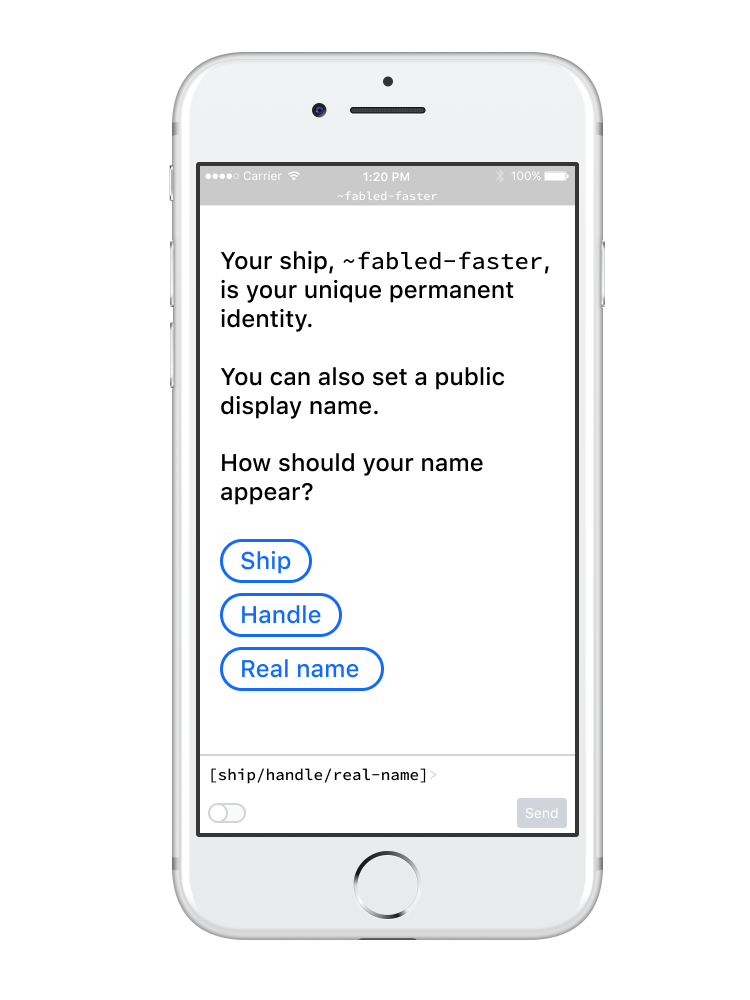 Carrier 1:20 PM 100%
~fabled-faster
Your ship, ~fabled-faster,
is your unique permanent
identity.
You can also set a public
display name.
How should your name
appear?
Ship
Handle
Real name
[ship/handle/real-name]>
Send